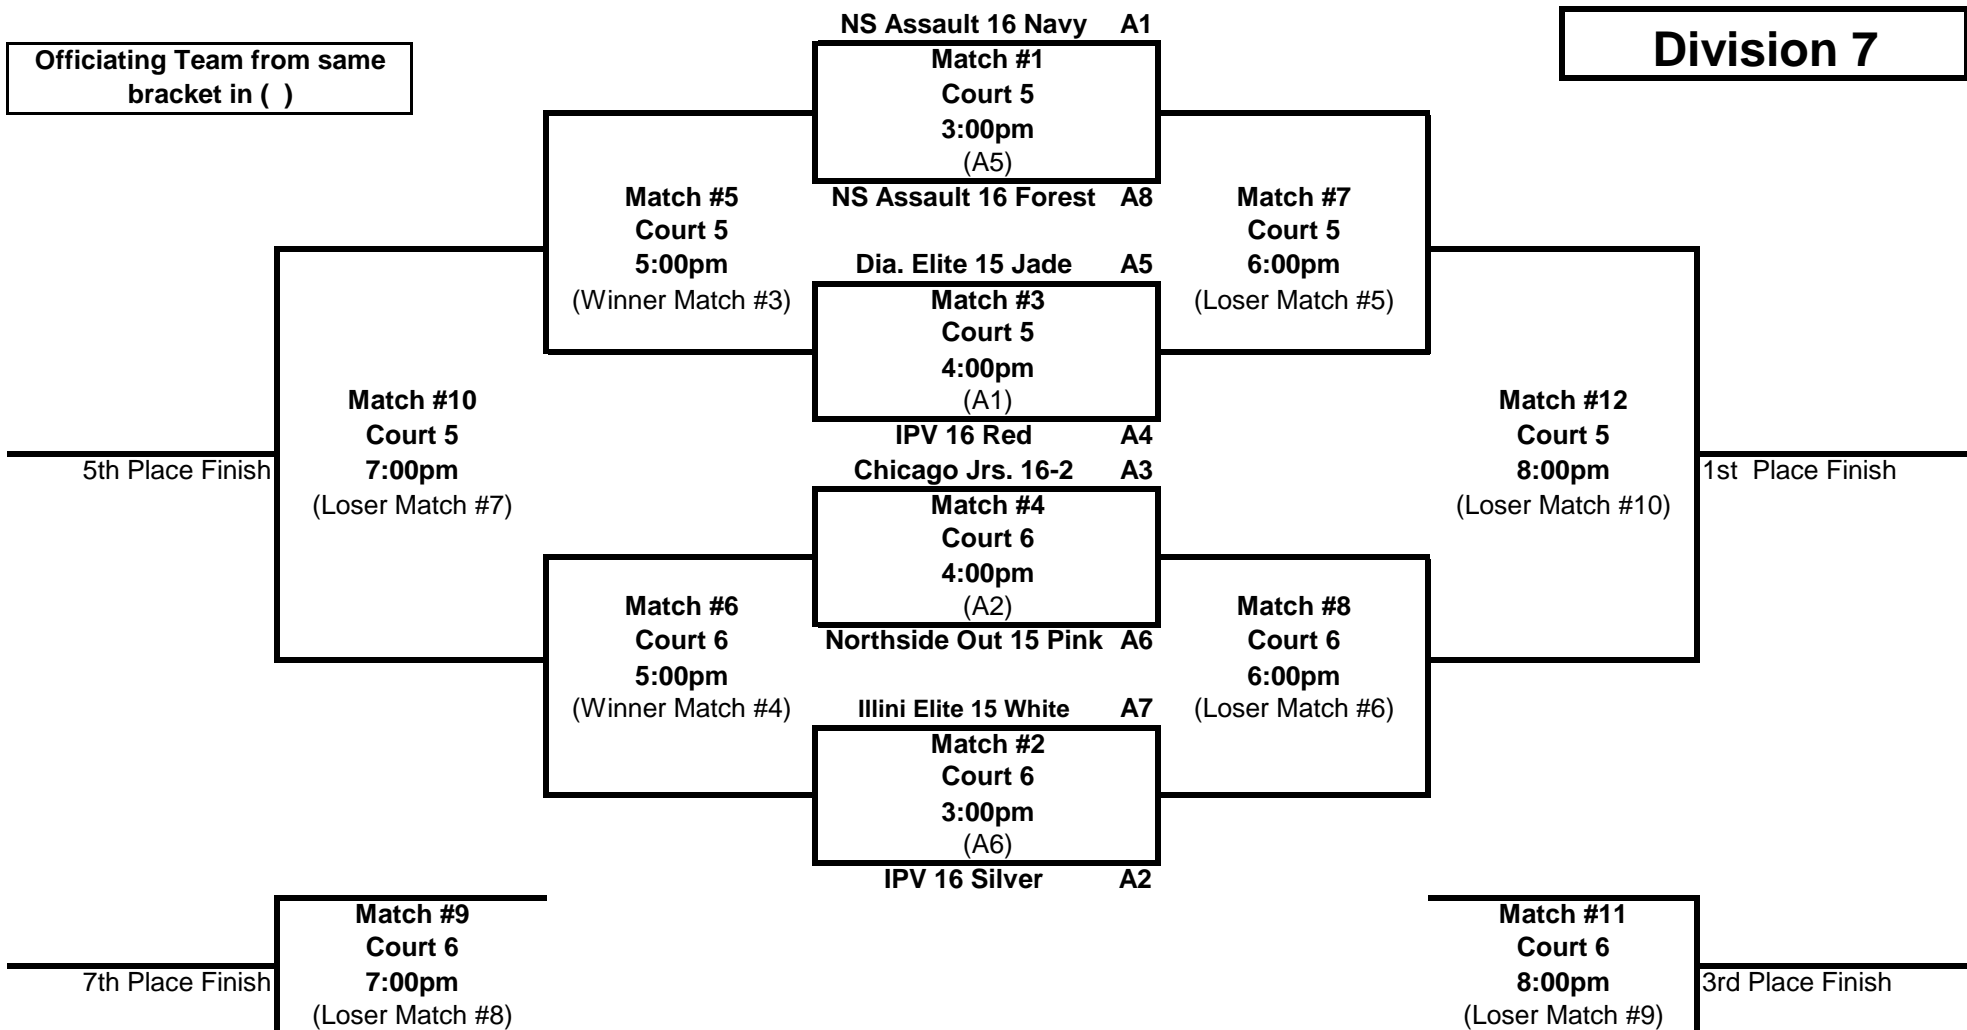 NS Assault 16 Navy A1
Division 7
Officiating Team from same
bracket in ( )
Match #1
Court 5
3:00pm
(A5)
NS Assault 16 Forest A8
Match #5
Court 5
5:00pm
(Winner Match #3)
Match #7
Court 5
6:00pm
(Loser Match #5)
Dia. Elite 15 Jade A5
Match #3
Court 5
4:00pm
(A1)
IPV 16 Red A4
Match #10
Court 5
7:00pm
(Loser Match #7)
5th Place Finish
Match #12
Court 5
8:00pm
(Loser Match #10)
1st Place Finish
Chicago Jrs. 16-2 A3
Match #4
Court 6
4:00pm
(A2)
Northside Out 15 Pink A6
Match #6
Court 6
5:00pm
(Winner Match #4)
Match #8
Court 6
6:00pm
(Loser Match #6)
Illini Elite 15 White A7
Match #2
Court 6
3:00pm
(A6)
IPV 16 Silver A2
Match #9
Court 6
7:00pm
(Loser Match #8)
7th Place Finish
Match #11
Court 6
8:00pm
(Loser Match #9)
3rd Place Finish